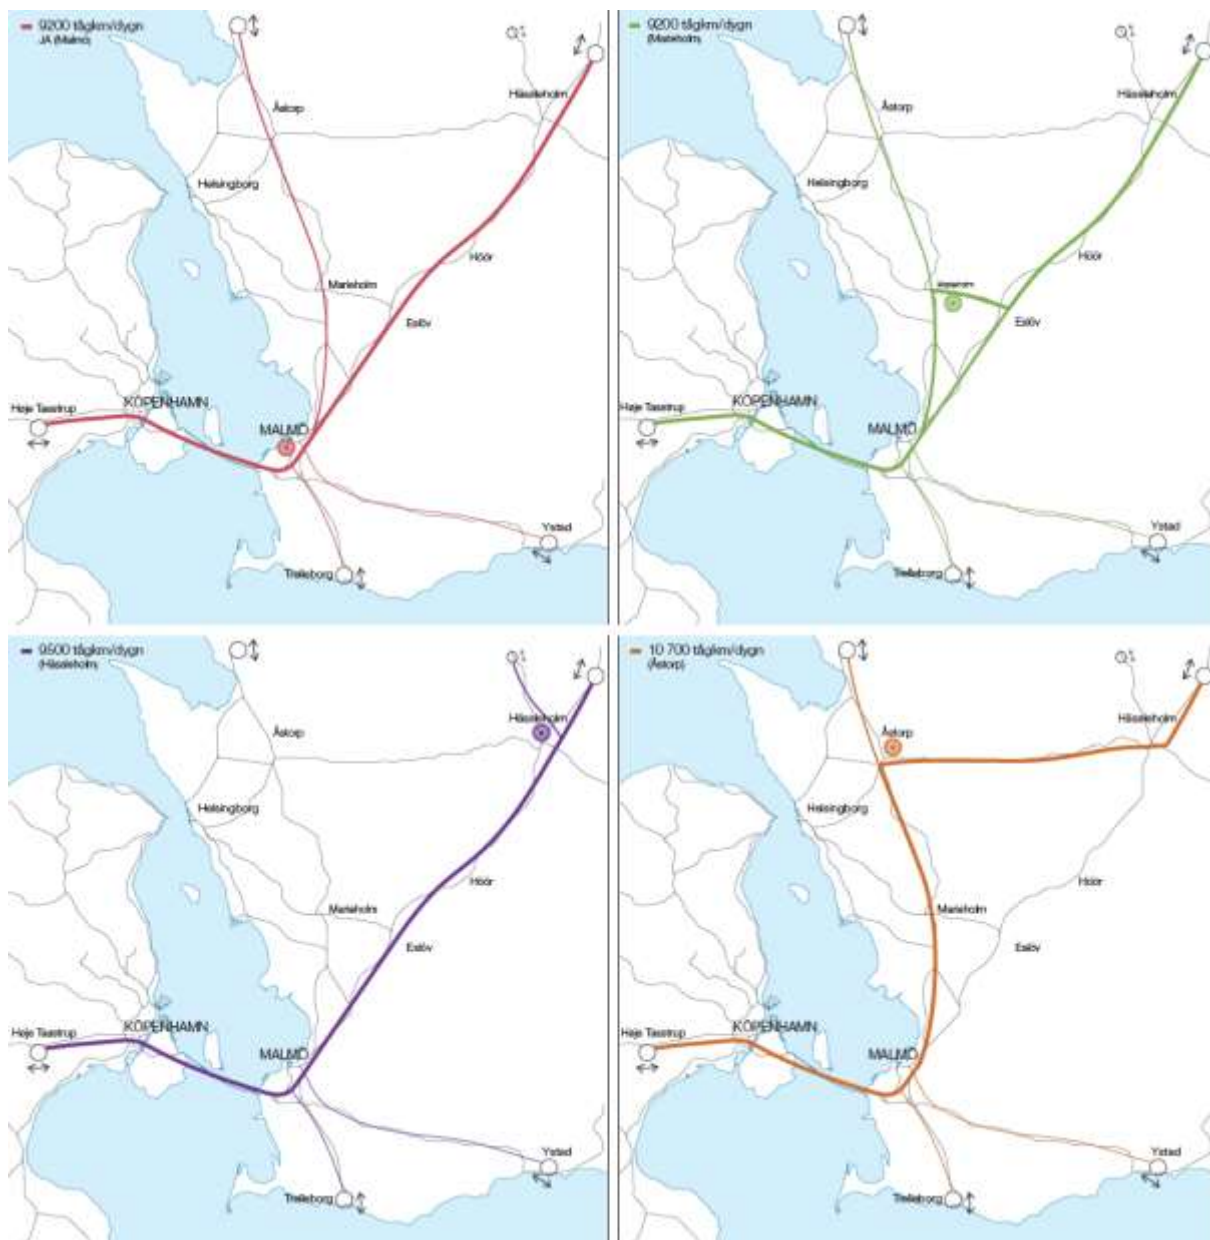 9200 tågkm/dygn
JA (Malmö)
Hässleholm
Åstorp
Helsingborg
Höör
Marieholm
Eslöv
Høje Taastrup
KÖPENHAMN
MALMÖ
Ystad
Trelleborg
9200 tågkm/dygn
(Marieholm)
Hässleholm
Åstorp
Helsingborg
Höör
Marieholm
Eslöv
Høje Taastrup
KÖPENHAMN
MALMÖ
Ystad
Trelleborg
9500 tågkm/dygn
(Hässleholm)
Hässleholm
Åstorp
Helsingborg
Höör
Marieholm
Eslöv
Høje Taastrup
KÖPENHAMN
MALMÖ
Ystad
Trelleborg
10 700 tågkm/dygn
(Åstorp)
Hässleholm
Åstorp
Helsingborg
Höör
Marieholm
Eslöv
Høje Taastrup
KÖPENHAMN
MALMÖ
Ystad
Trelleborg